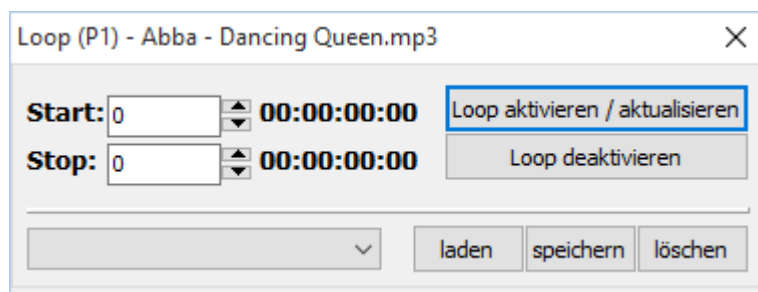 Loop (P1) - Abba - Dancing Queen.mp3
Start: 0 00:00:00:00 Loop aktivieren / aktualisieren
Stop: 0 00:00:00:00 Loop deaktivieren
laden speichern löschen